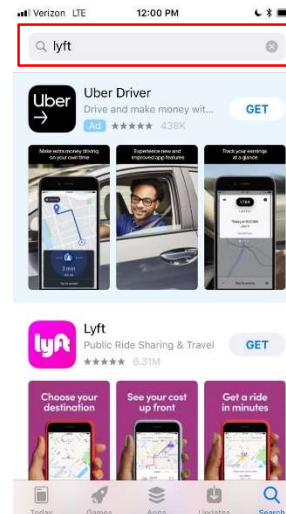 Verizon LTE 12:00 PM
lyft
Uber
Uber Driver
Drive and make money wit...
Ad ★★★★★ 438K
GET
Make extra money driving
on your own time
Experience new and
improved app features
Track your earnings
at a glance
3 min
lyft
Lyft
Public Ride Sharing & Travel
★★★★★ 6.31M
GET
Choose your
destination
See your cost
up front
Get a ride
in minutes
Today Games Apps Updates Search